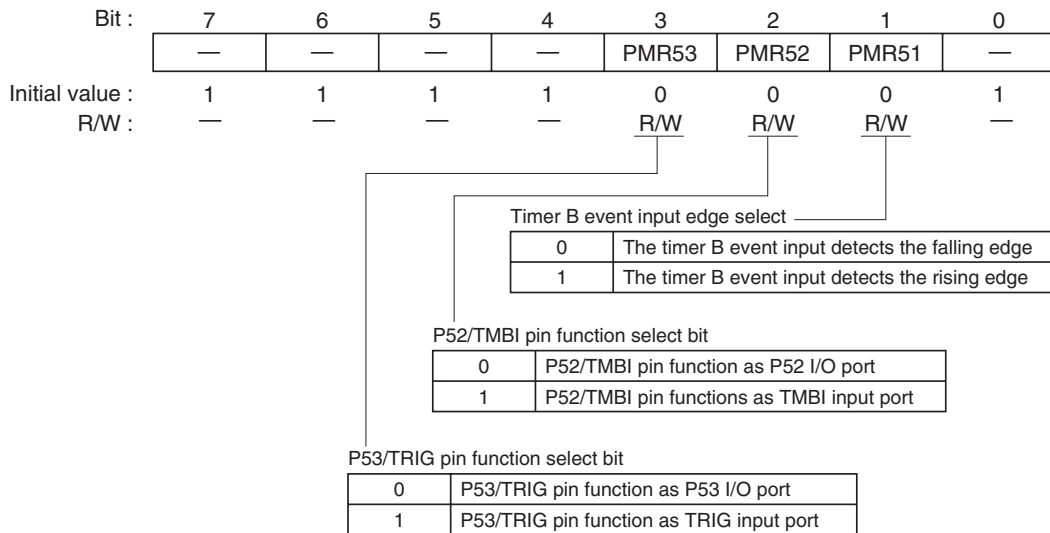 Bit : 7 6 5 4 3 2 1 0
— — — — PMR53 PMR52 PMR51 —
Initial value : 1 1 1 1 0 0 0 1
R/W : — — — — R/W R/W R/W —
Timer B event input edge select
0 The timer B event input detects the falling edge
1 The timer B event input detects the rising edge
P52/TMBI pin function select bit
0 P52/TMBI pin function as P52 I/O port
1 P52/TMBI pin functions as TMBI input port
P53/TRIG pin function select bit
0 P53/TRIG pin function as P53 I/O port
1 P53/TRIG pin function as TRIG input port